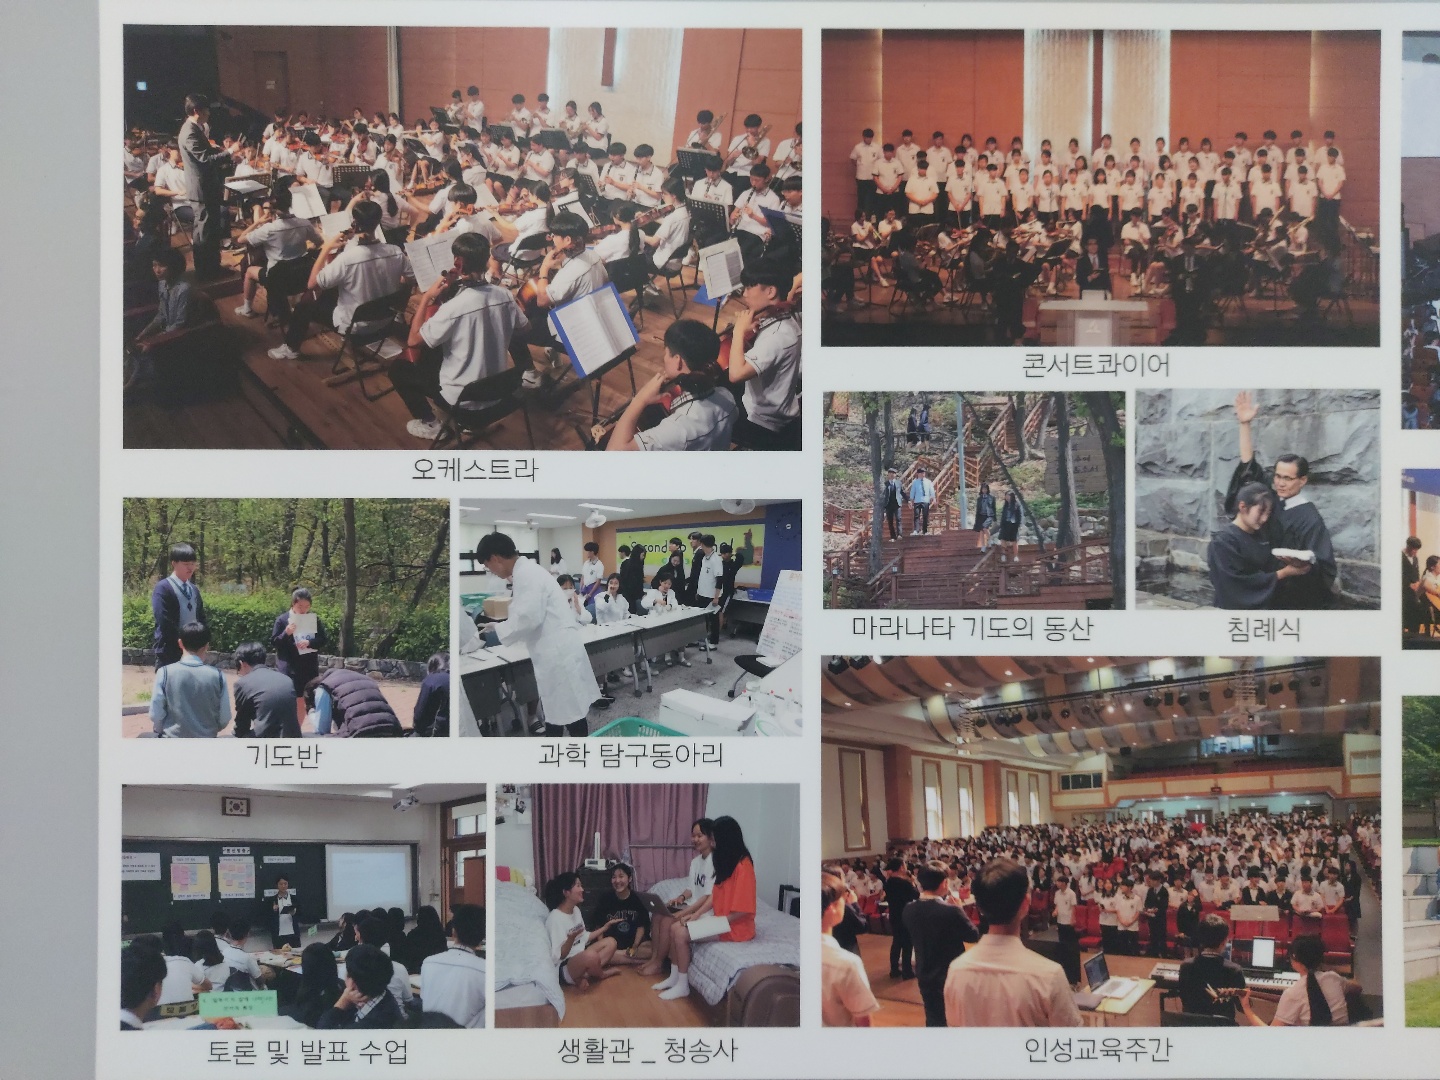 오케스트라
콘서트콰이어
마라나타 기도의 동산
침례식
기도반
과학 탐구동아리
토론 및 발표 수업
생활관 _ 청송사
인성교육주간